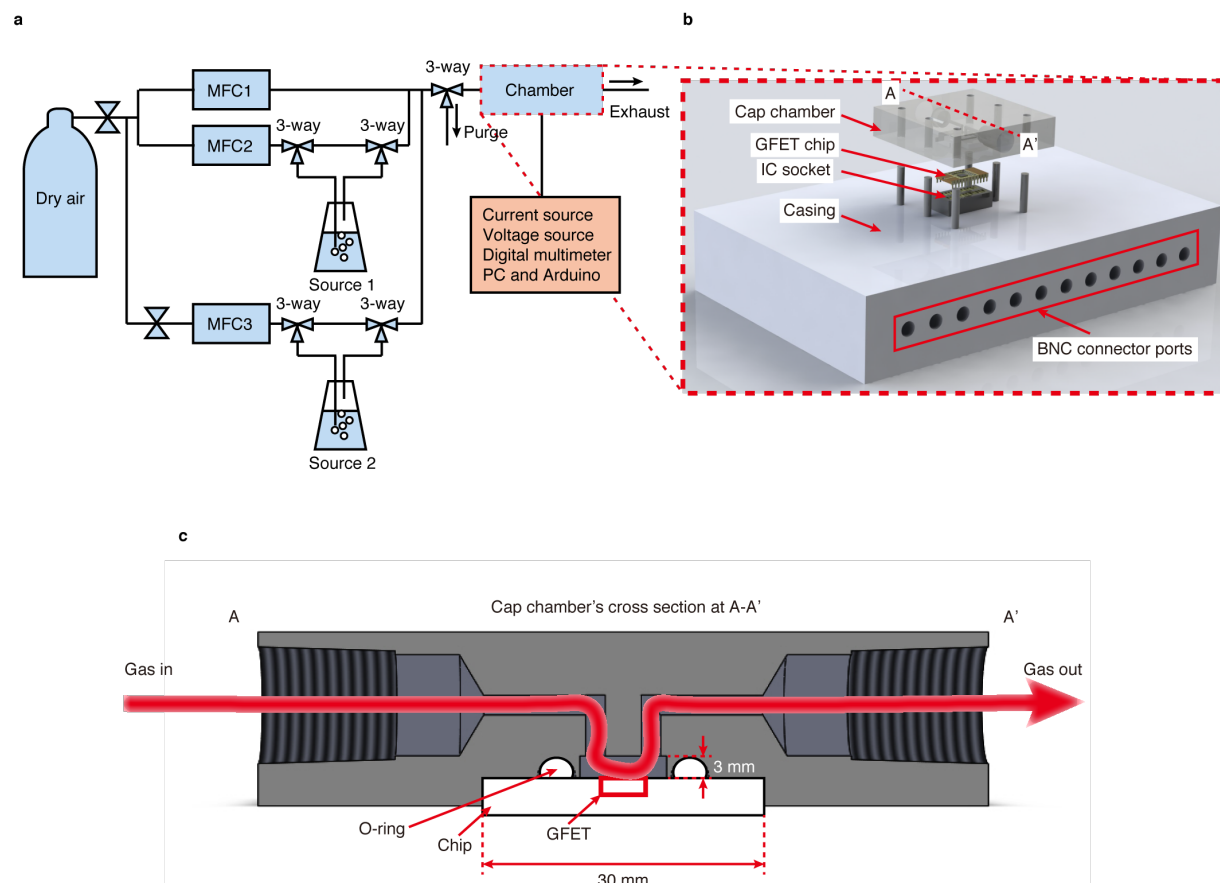 a
Dry air
MFC1
MFC2
3-way
3-way
Source 1
MFC3
3-way
3-way
Source 2
3-way
Purge
Chamber
Exhaust
Current source
Voltage source
Digital multimeter
PC and Arduino
b
A
A'
Cap chamber
GFET chip
IC socket
Casing
BNC connector ports
c
Cap chamber's cross section at A-A'
A
A'
Gas in
Gas out
3 mm
O-ring
Chip
GFET
30 mm